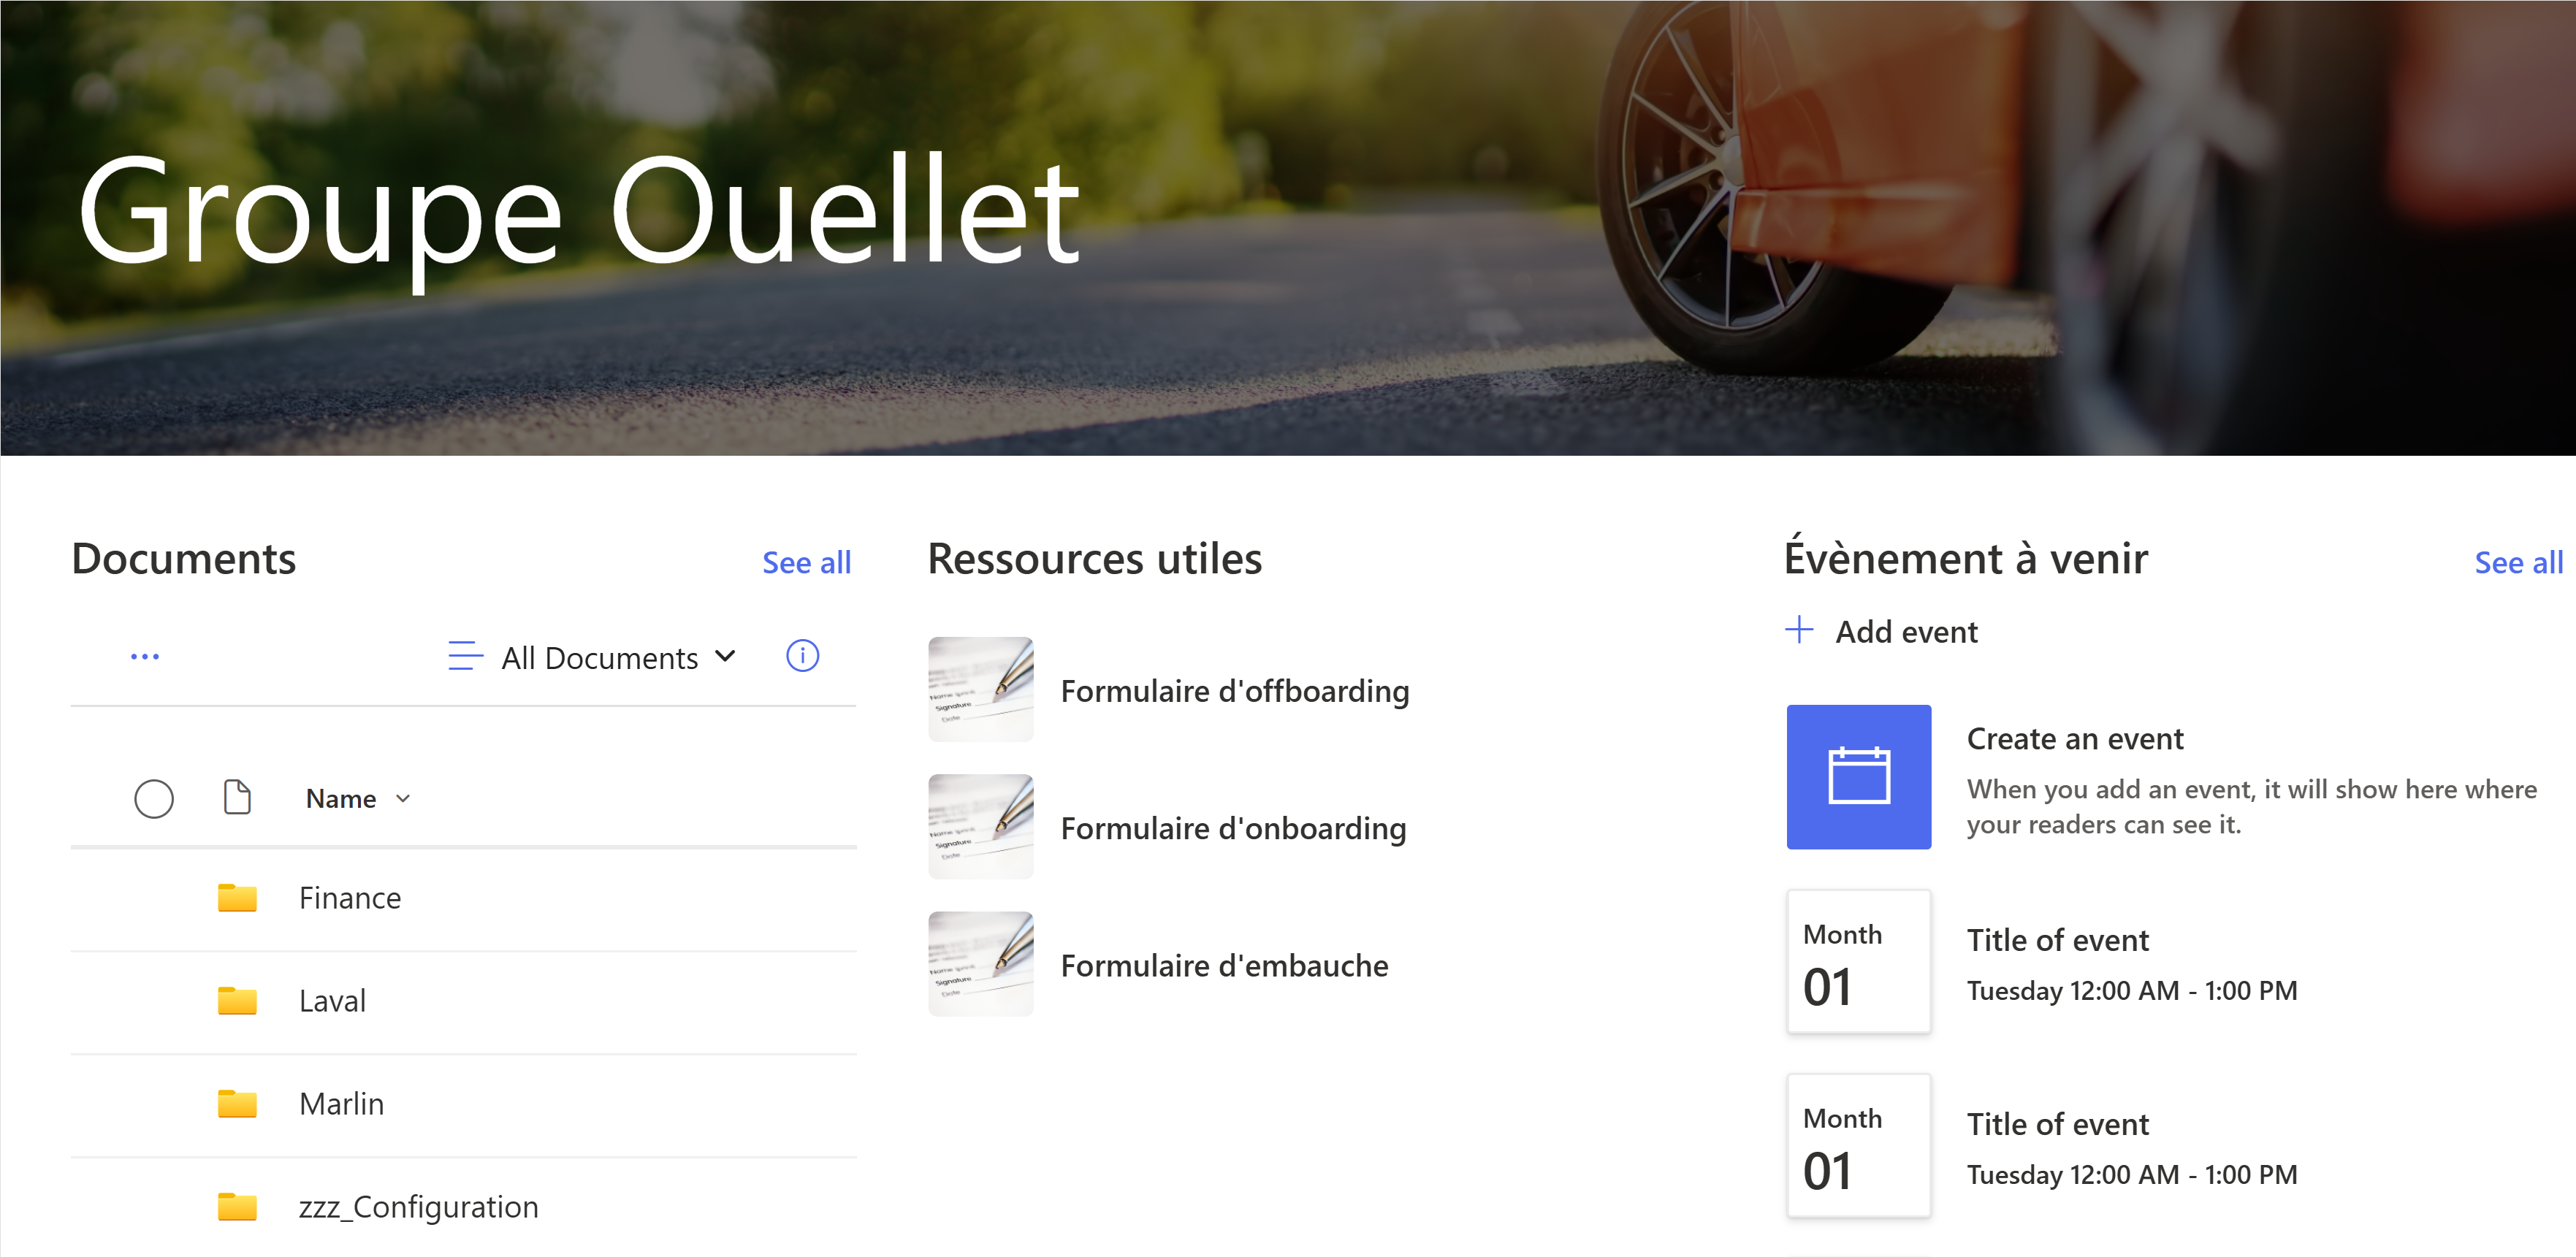 Groupe Ouellet
Documents
See all
All Documents
Name
Finance
Laval
Marlin
zzz_Configuration
Ressources utiles
Formulaire d'offboarding
Formulaire d'onboarding
Formulaire d'embauche
Évènement à venir
See all
Add event
Create an event
When you add an event, it will show here where
your readers can see it.
Month
01
Title of event
Tuesday 12:00 AM - 1:00 PM
Month
01
Title of event
Tuesday 12:00 AM - 1:00 PM